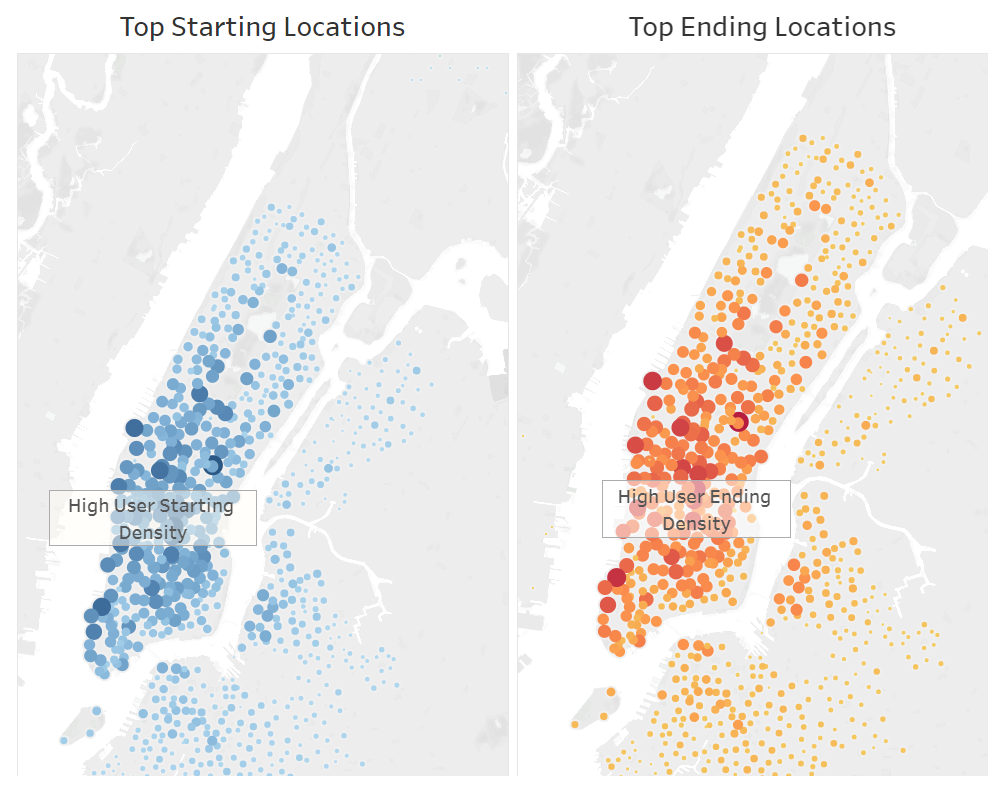 Top Starting Locations
Top Ending Locations
High User Starting
Density
High User Ending
Density